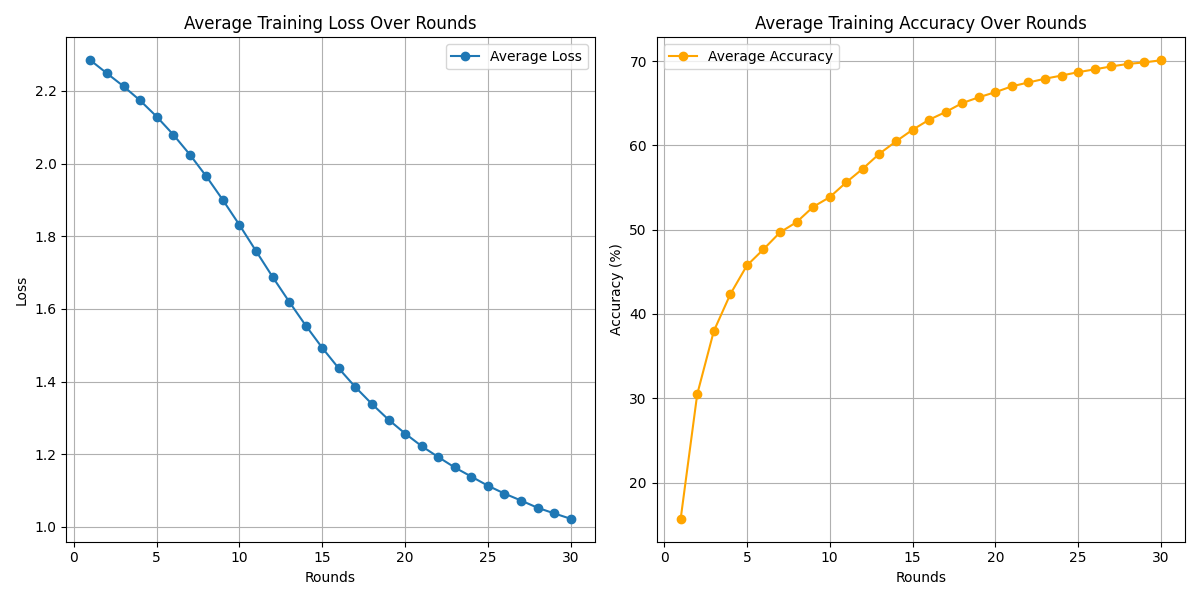 Average Training Loss Over Rounds
Average Loss
Loss
2.2
2.0
1.8
1.6
1.4
1.2
1.0
0 5 10 15 20 25 30
Rounds
Average Training Accuracy Over Rounds
Average Accuracy
Accuracy (%)
70
60
50
40
30
20
0 5 10 15 20 25 30
Rounds